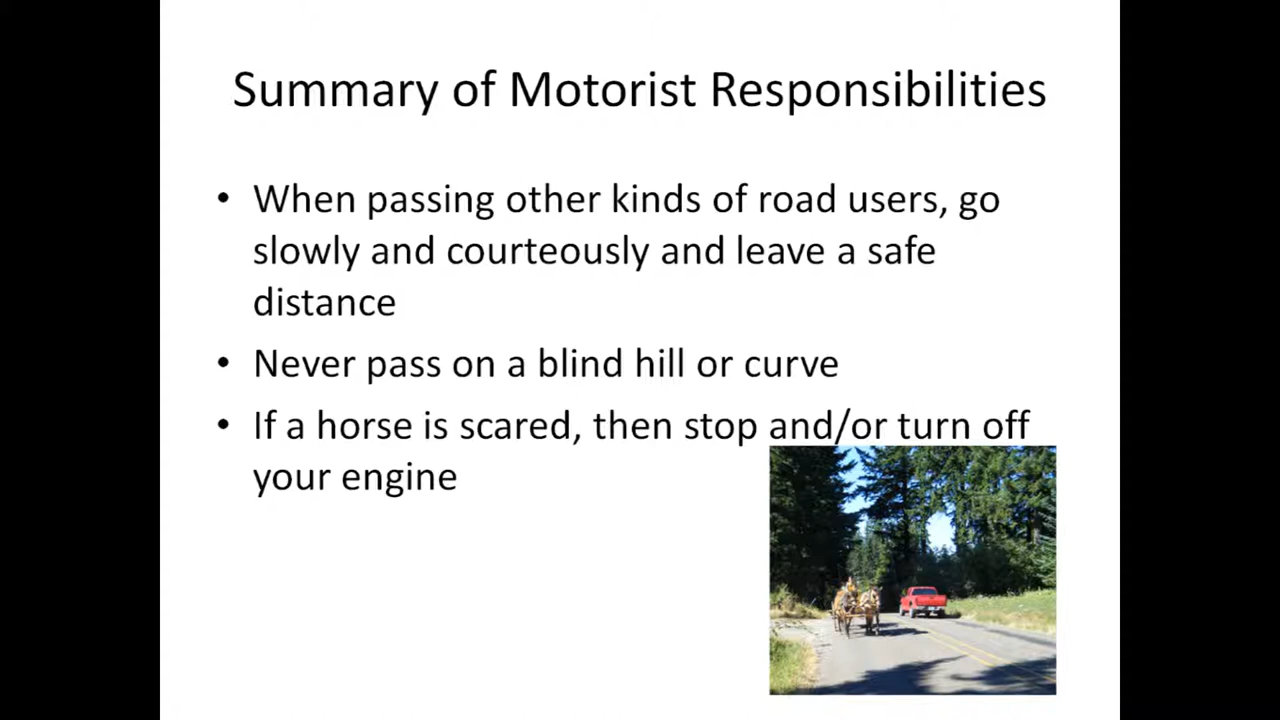 Summary of Motorist Responsibilities
• When passing other kinds of road users, go
slowly and courteously and leave a safe
distance
• Never pass on a blind hill or curve
• If a horse is scared, then stop and/or turn off
your engine